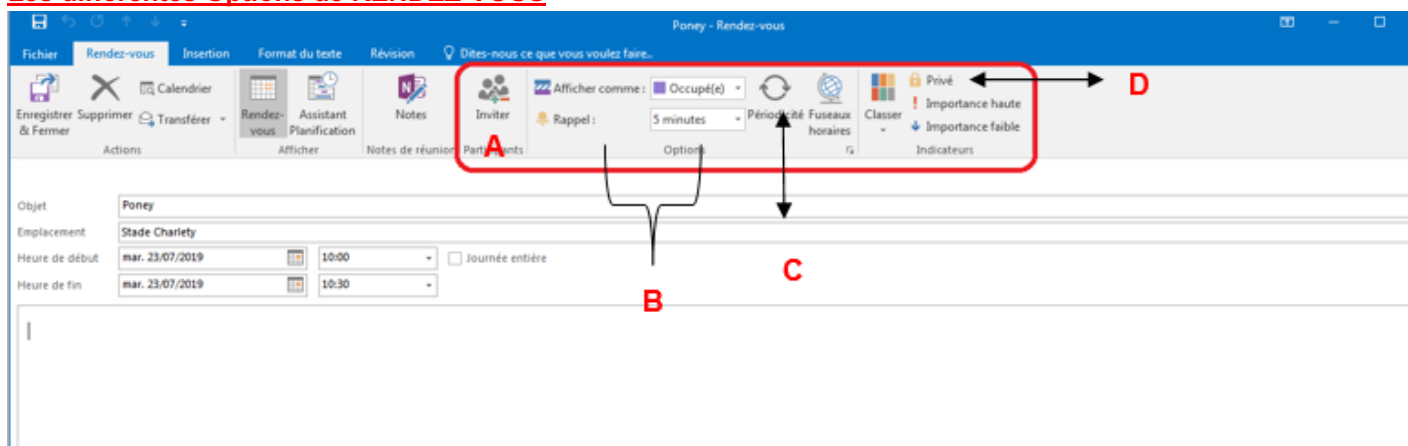 Les différentes Options de RENDEZ-VOUS
Poney - Rendez-vous
Fichier Rendez-vous Insertion Format du texte Révision Dites-nous ce que vous voulez faire...
Enregistrer & Fermer Supprimer Calendrier Transférer Rendez-vous Assistant Planification Notes Inviter Afficher comme : Occupé(e) Rappel : 5 minutes Périodicité Fuseaux horaires Classer Privé D
Importance haute
Importance faible
Actions Afficher Notes de réunion Participants A Options Indicateurs
Objet Poney
Emplacement Stade Charlety
Heure de début mar. 23/07/2019 10:00 Journée entière C
Heure de fin mar. 23/07/2019 10:30 B